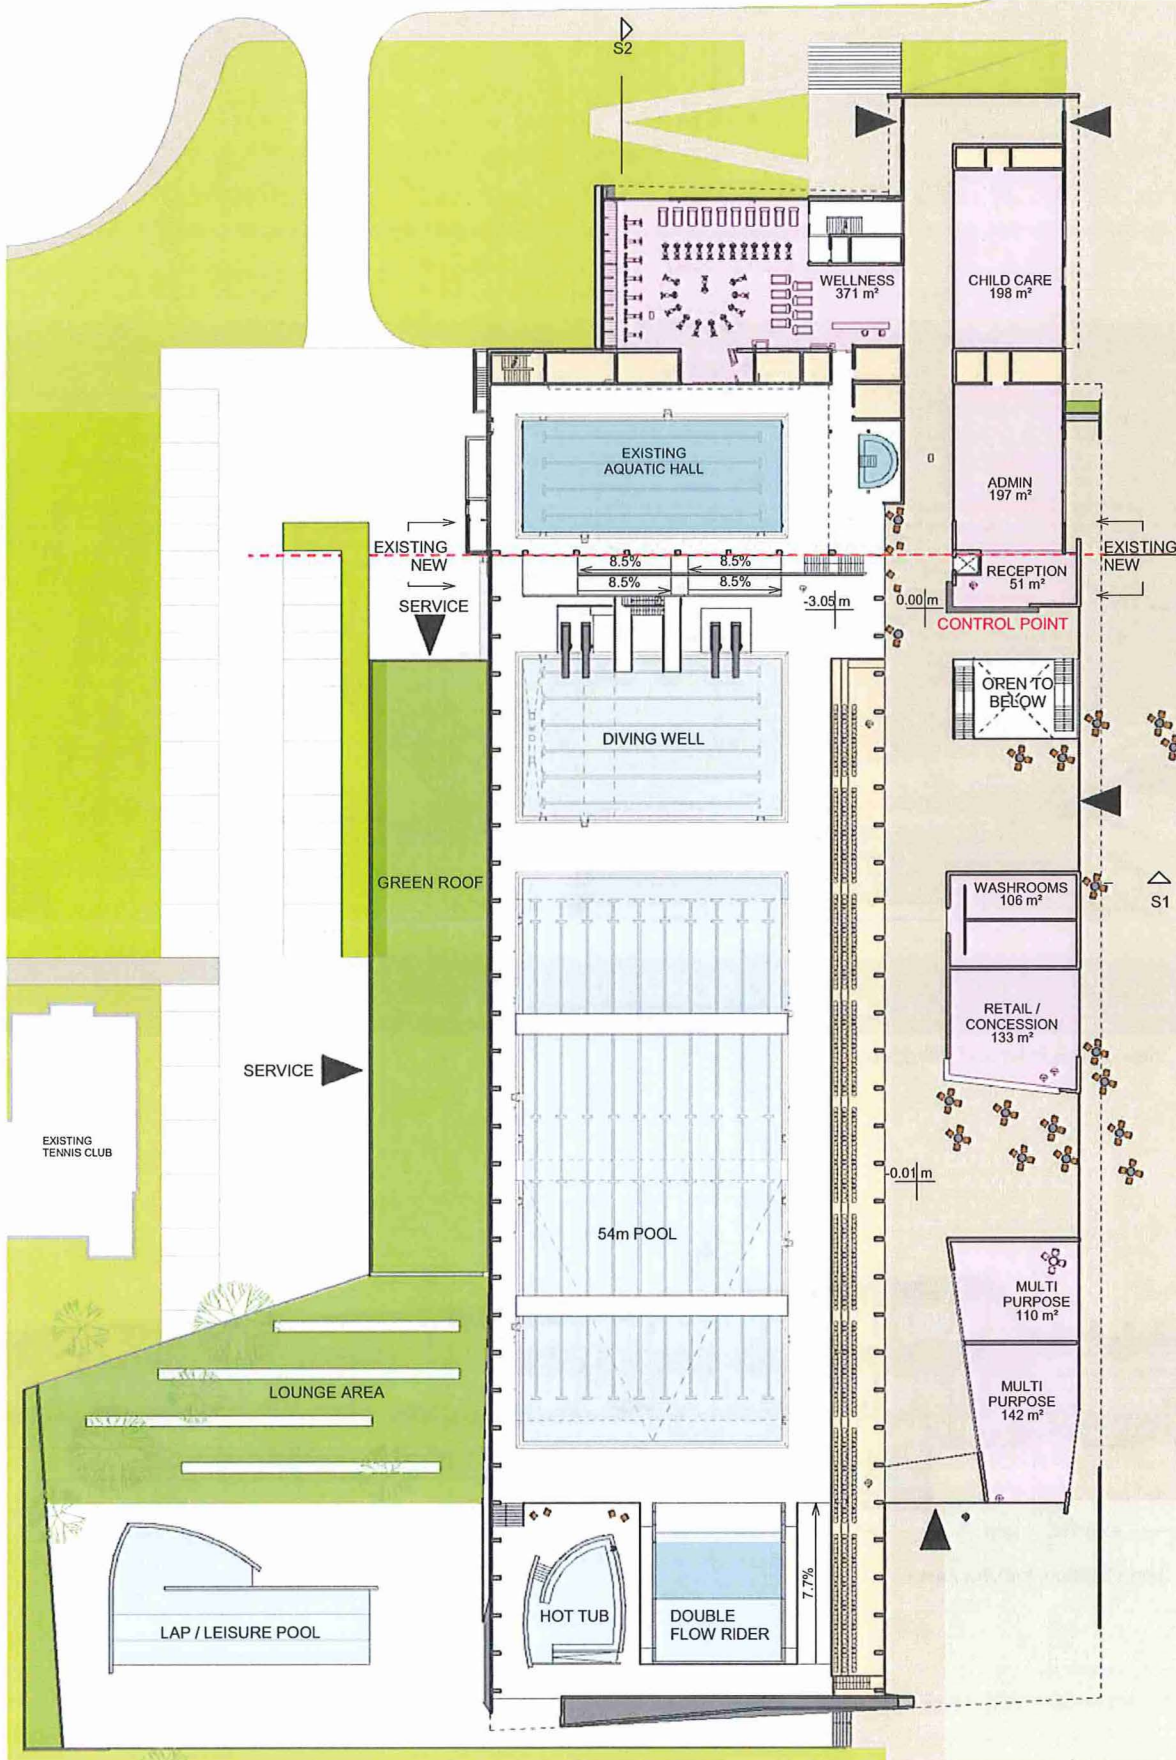 S2
WELLNESS
371 m²
CHILD CARE
198 m²
EXISTING
AQUATIC HALL
ADMIN
197 m²
EXISTING
NEW
EXISTING
NEW
8.5%
8.5%
8.5%
8.5%
RECEPTION
51 m²
SERVICE
-3.05 m
0.00 m
CONTROL POINT
OPEN TO
BELOW
DIVING WELL
GREEN ROOF
WASHROOMS
106 m²
S1
RETAIL /
CONCESSION
133 m²
SERVICE
EXISTING
TENNIS CLUB
-0.01 m
54m POOL
MULTI
PURPOSE
110 m²
LOUNGE AREA
MULTI
PURPOSE
142 m²
7.7%
HOT TUB
DOUBLE
FLOW RIDER
LAP / LEISURE POOL